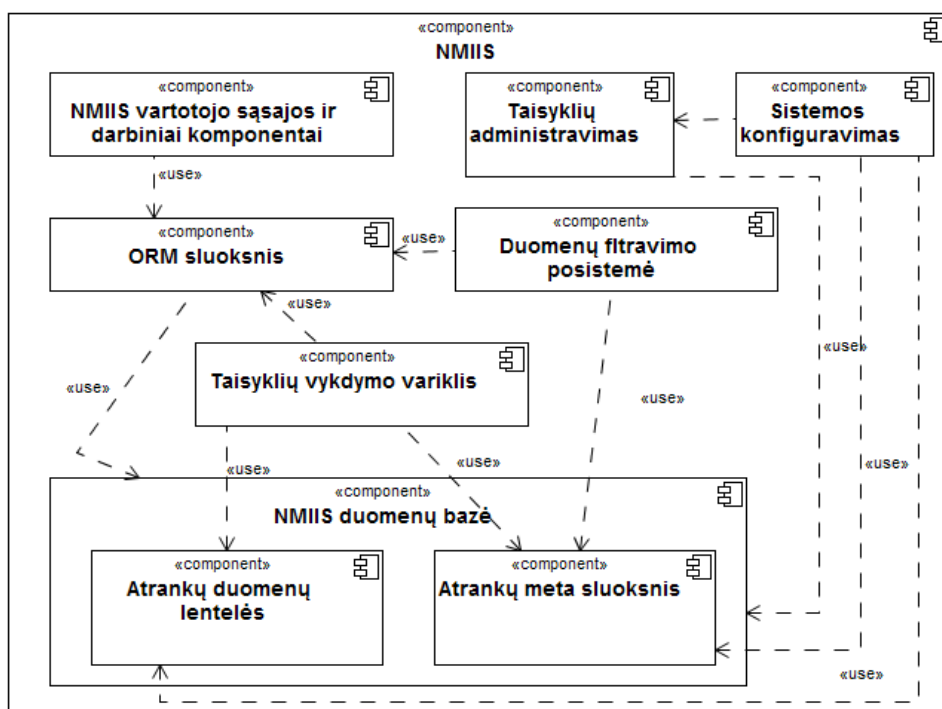 «component»
NMIIS
«component»
NMIIS vartotojo sąsajos ir
darbiniai komponentai
«component»
Taisyklių
administravimas
«component»
Sistemos
konfiguravimas
«use»
«component»
ORM sluoksnis
«use»
«component»
Duomenų fltravimo
posistemė
«use»
«component»
Taisyklių vykdymo variklis
«use»
«use»
«use»
«use»
«use»
«use»
«component»
NMIIS duomenų bazė
«component»
Atrankų duomenų
lentelės
«component»
Atrankų meta sluoksnis
«use»